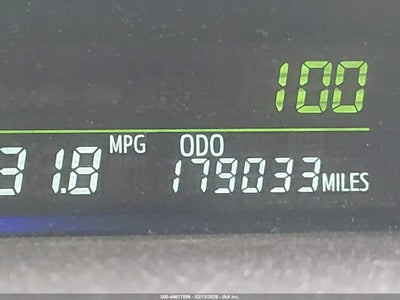 100
31.8 MPG ODO 179033 MILES
000-44617099 - 03/13/2026 - IAA Inc.